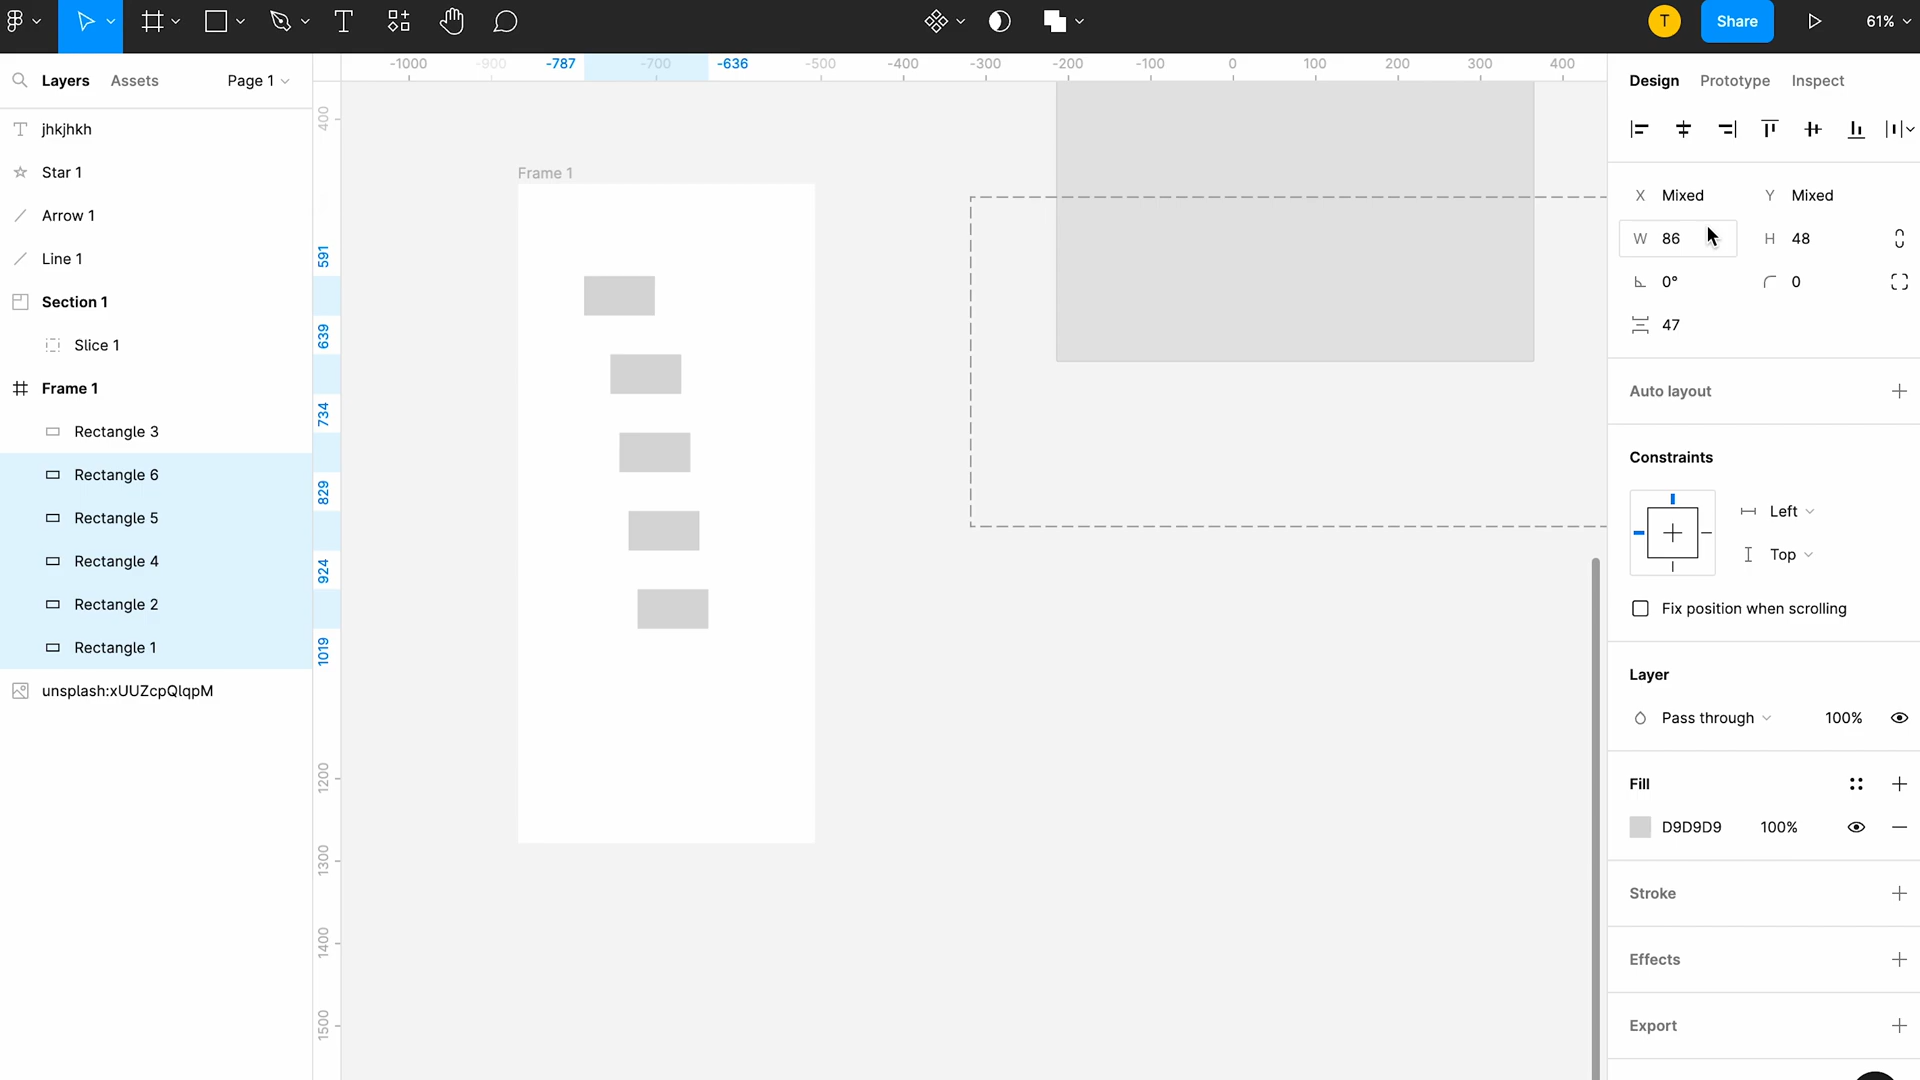 T
Share
61%
Layers
Assets
Page 1
-1000
-900
-787
-700
-636
-500
-400
-300
-200
-100
0
100
200
300
400
Design
Prototype
Inspect
jhkjhkh
Star 1
Arrow 1
Line 1
Section 1
Slice 1
Frame 1
Rectangle 3
Rectangle 6
Rectangle 5
Rectangle 4
Rectangle 2
Rectangle 1
unsplash:xUUZcpQlqpM
400
591
639
734
829
924
1019
1200
1300
1400
1500
Frame 1
X Mixed
Y Mixed
W 86
H 48
0°
0
47
Auto layout
Constraints
Left
Top
Fix position when scrolling
Layer
Pass through
100%
Fill
D9D9D9
100%
Stroke
Effects
Export